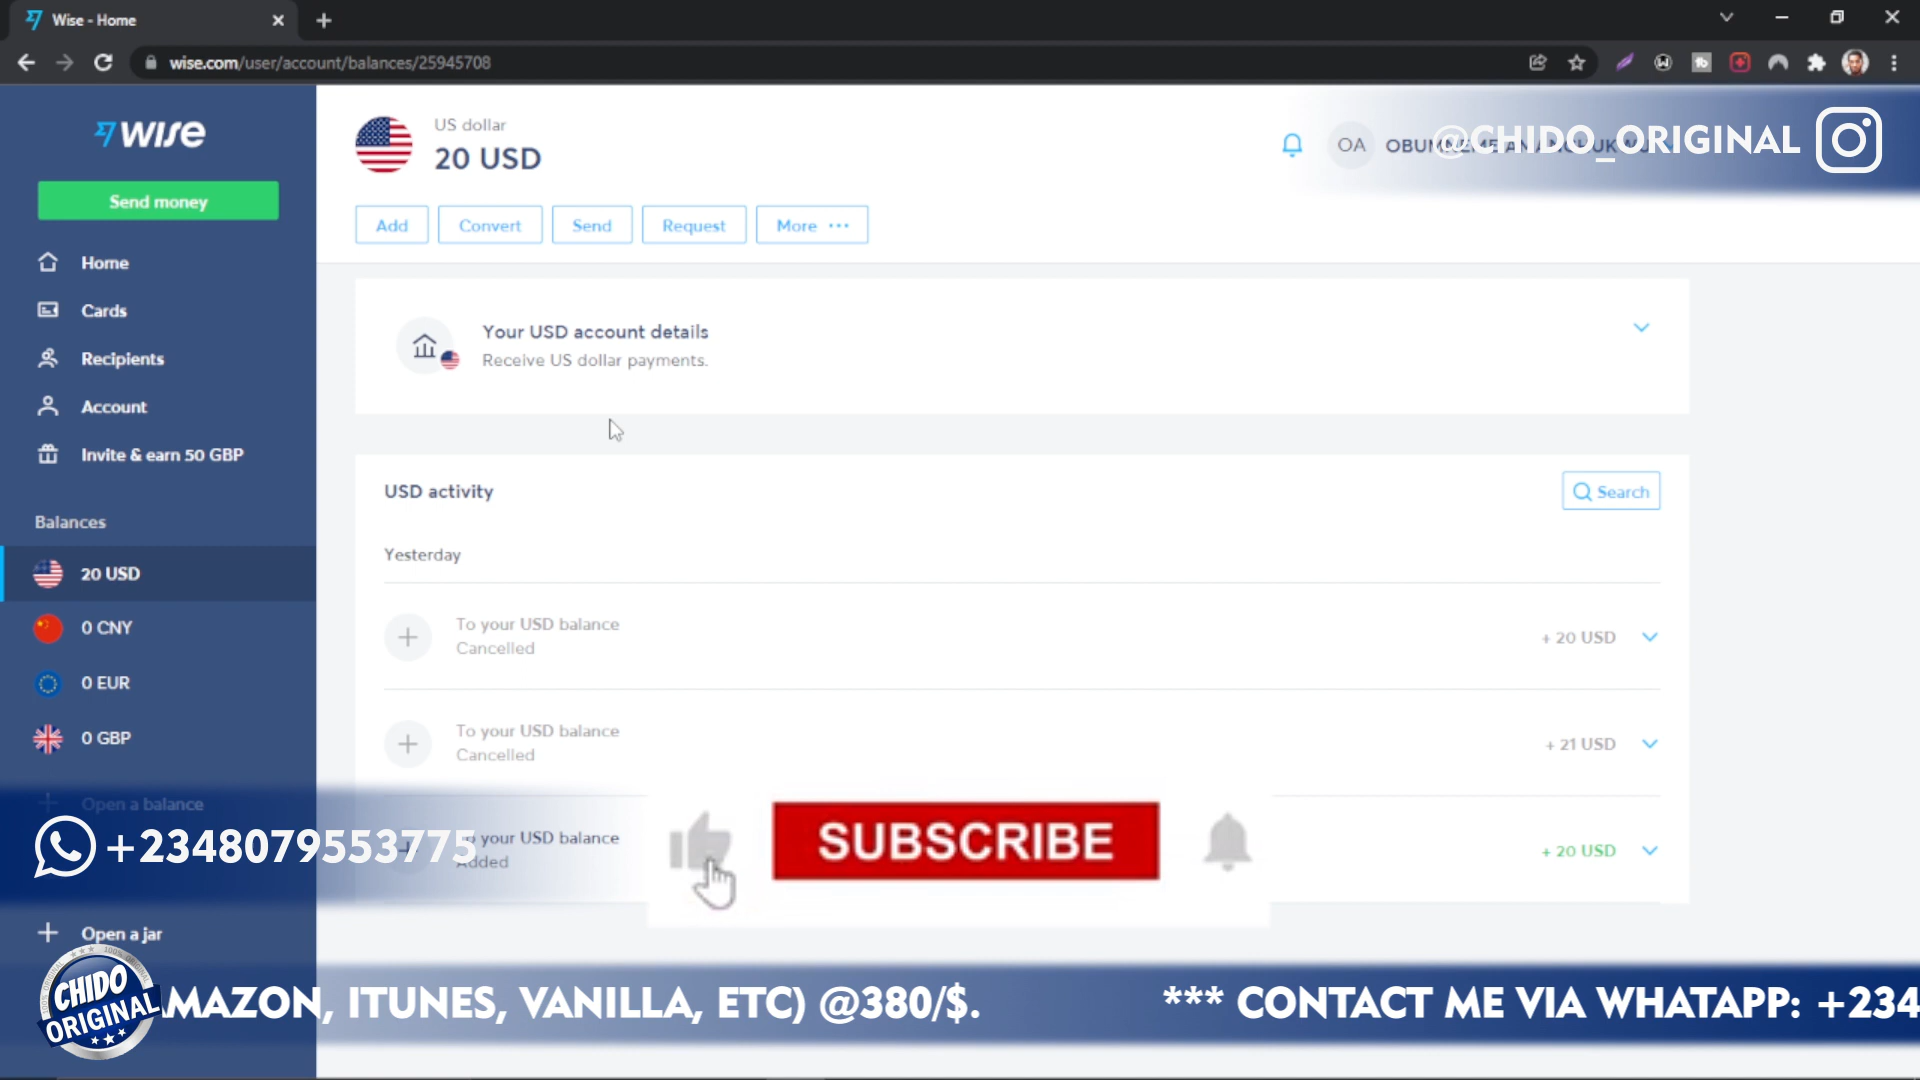 Wise - Home
wise.com/user/account/balances/25945708
WISE
Send money
Home
Cards
Recipients
Account
Invite & earn 50 GBP
Balances
20 USD
0 CNY
0 EUR
0 GBP
Open a balance
Open a jar
US dollar
20 USD
OA
@CHIDO_ORIGINAL
Add
Convert
Send
Request
More
Your USD account details
Receive US dollar payments.
USD activity
Search
Yesterday
To your USD balance
Cancelled
+ 20 USD
To your USD balance
Cancelled
+ 21 USD
your USD balance
Added
+ 20 USD
+2348079553775
SUBSCRIBE
CHIDO
ORIGINAL
MAZON, ITUNES, VANILLA, ETC) @380/$.
*** CONTACT ME VIA WHATAPP: +234